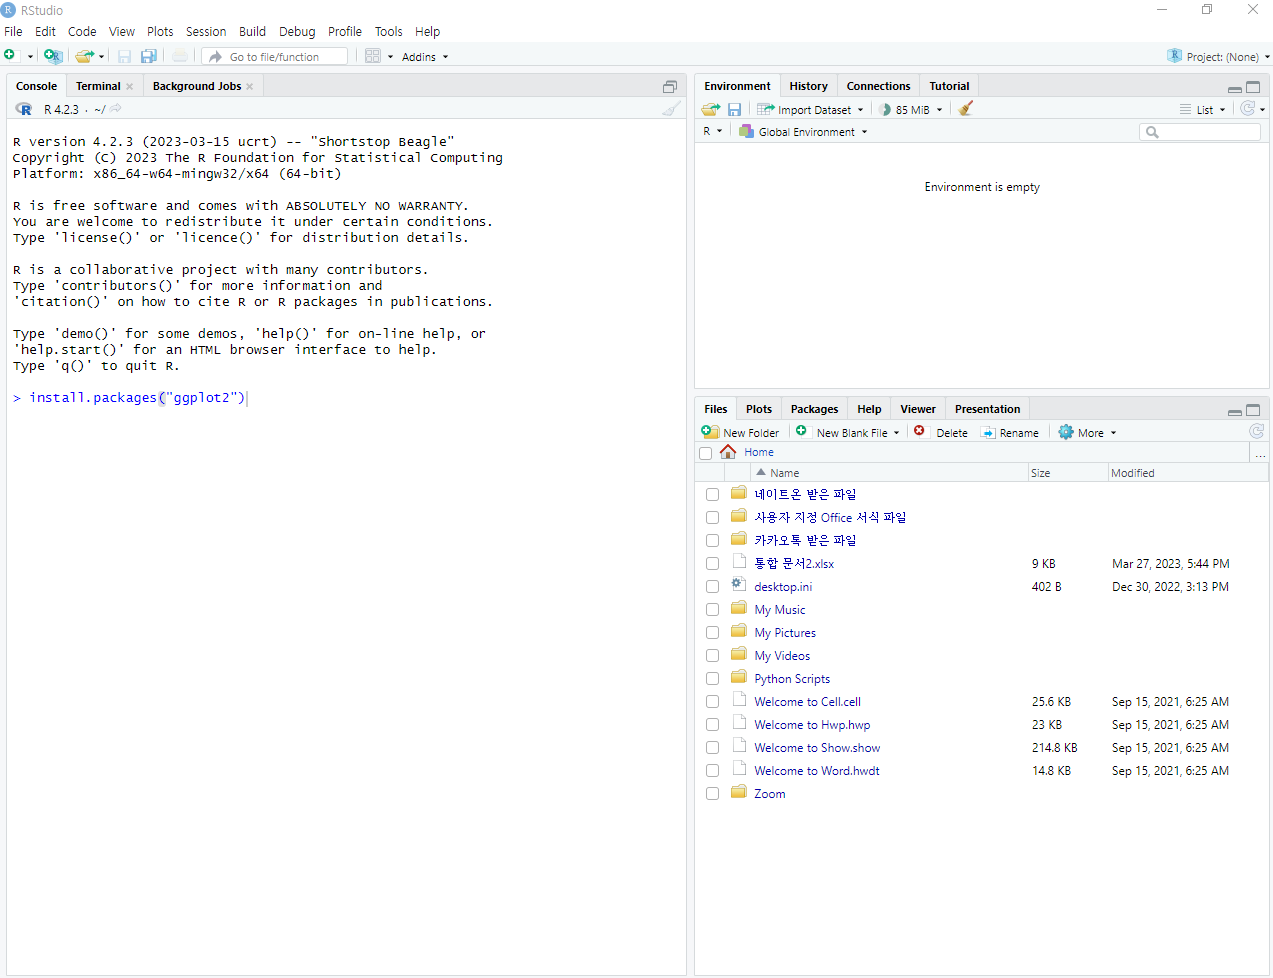 RStudio
File Edit Code View Plots Session Build Debug Profile Tools Help
Go to file/function Addins Project: (None)
Console Terminal Background Jobs
R 4.2.3 · ~/
R version 4.2.3 (2023-03-15 ucrt) -- "Shortstop Beagle"
Copyright (C) 2023 The R Foundation for Statistical Computing
Platform: x86_64-w64-mingw32/x64 (64-bit)
R is free software and comes with ABSOLUTELY NO WARRANTY.
You are welcome to redistribute it under certain conditions.
Type 'license()' or 'licence()' for distribution details.
R is a collaborative project with many contributors.
Type 'contributors()' for more information and
'citation()' on how to cite R or R packages in publications.
Type 'demo()' for some demos, 'help()' for on-line help, or
'help.start()' for an HTML browser interface to help.
Type 'q()' to quit R.
> install.packages("ggplot2")
Environment History Connections Tutorial
Import Dataset 85 MiB List
R Global Environment
Environment is empty
Files Plots Packages Help Viewer Presentation
New Folder New Blank File Delete Rename More
Home ...
Name Size Modified
네이트온 받은 파일
사용자 지정 Office 서식 파일
카카오톡 받은 파일
통합 문서2.xlsx 9 KB Mar 27, 2023, 5:44 PM
desktop.ini 402 B Dec 30, 2022, 3:13 PM
My Music
My Pictures
My Videos
Python Scripts
Welcome to Cell.cell 25.6 KB Sep 15, 2021, 6:25 AM
Welcome to Hwp.hwp 23 KB Sep 15, 2021, 6:25 AM
Welcome to Show.show 214.8 KB Sep 15, 2021, 6:25 AM
Welcome to Word.hwdt 14.8 KB Sep 15, 2021, 6:25 AM
Zoom